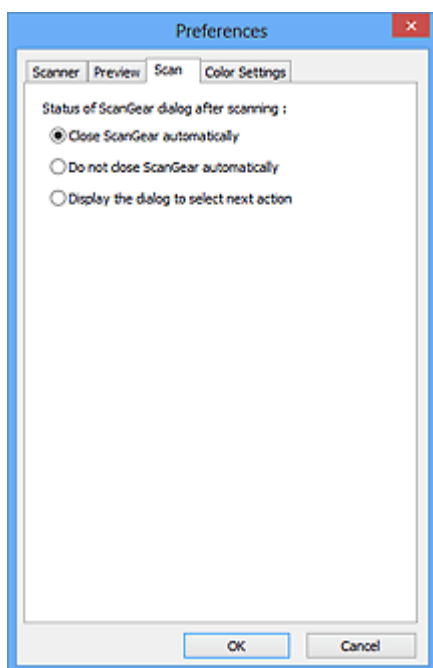 Preferences
Scanner Preview Scan Color Settings
Status of ScanGear dialog after scanning :
Close ScanGear automatically
Do not close ScanGear automatically
Display the dialog to select next action
OK Cancel